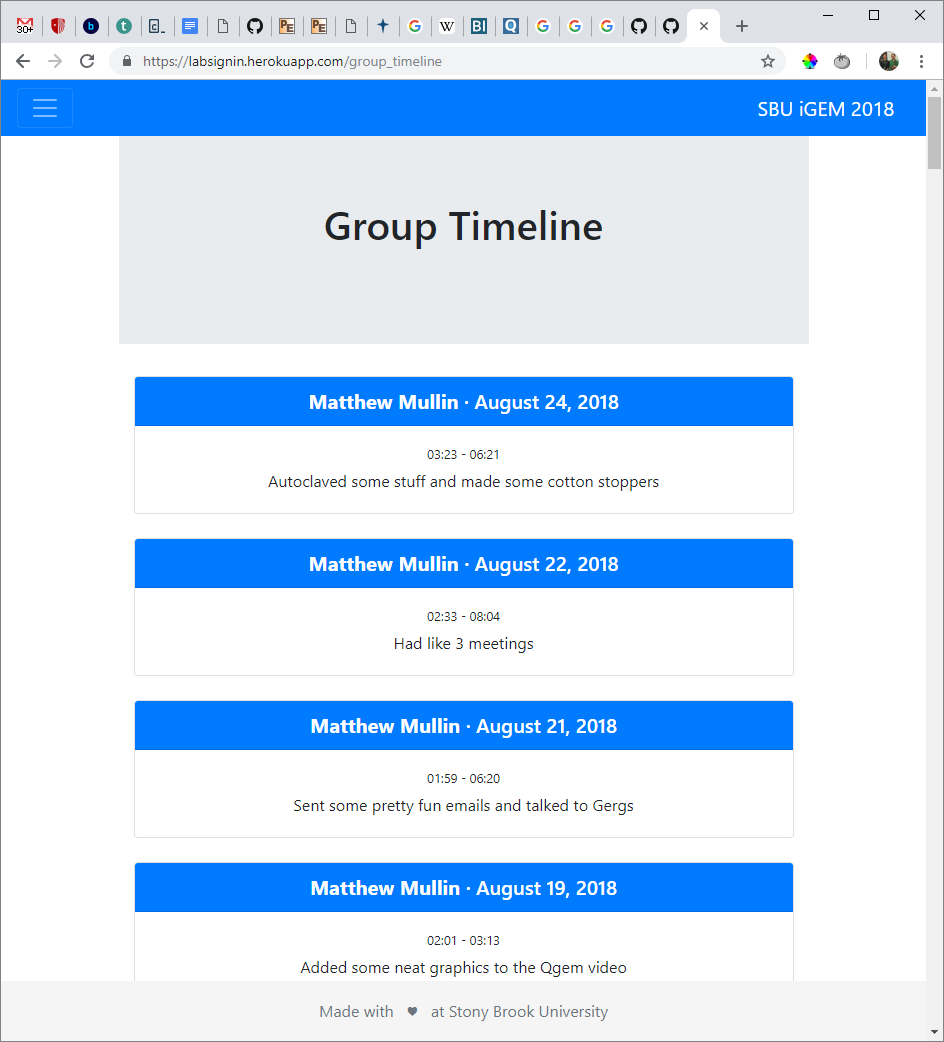 30+
b
t
C_
PE
PE
G
W
BI
Q
G
G
G
https://labsignin.herokuapp.com/group_timeline
SBU iGEM 2018
Group Timeline
Matthew Mullin · August 24, 2018
03:23 - 06:21
Autoclaved some stuff and made some cotton stoppers
Matthew Mullin · August 22, 2018
02:33 - 08:04
Had like 3 meetings
Matthew Mullin · August 21, 2018
01:59 - 06:20
Sent some pretty fun emails and talked to Gergs
Matthew Mullin · August 19, 2018
02:01 - 03:13
Added some neat graphics to the Qgem video
Made with ♥ at Stony Brook University